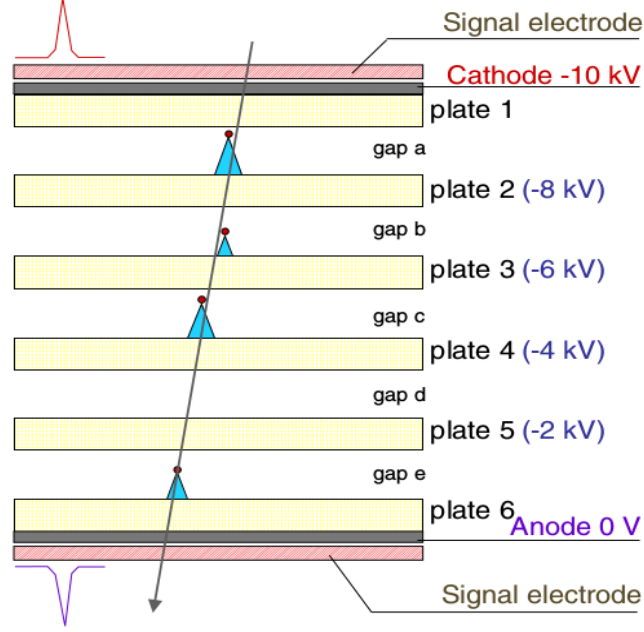 Signal electrode
Cathode -10 kV
plate 1
gap a
plate 2 (-8 kV)
gap b
plate 3 (-6 kV)
gap c
plate 4 (-4 kV)
gap d
plate 5 (-2 kV)
gap e
plate 6
Anode 0 V
Signal electrode